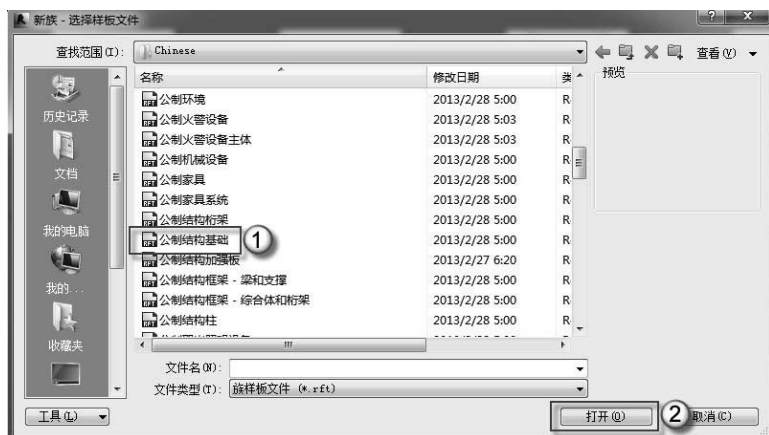 新族 - 选择样板文件
查找范围(I): Chinese 查看(V)
名称 修改日期 类 预览
公制环境 2013/2/28 5:00 R
公制火警设备 2013/2/28 5:03 R
公制火警设备主体 2013/2/28 5:03 R
公制机械设备 2013/2/28 5:00 R
公制家具 2013/2/28 5:00 R
公制家具系统 2013/2/28 5:00 R
公制结构桁架 2013/2/28 5:00 R
公制结构基础 ① 2013/2/28 5:00 R
公制结构加强板 2013/2/27 6:20 R
公制结构框架 - 梁和支撑 2013/2/28 5:00 R
公制结构框架 - 综合体和桁架 2013/2/28 5:00 R
公制结构柱 2013/2/28 5:00 R
历史记录
文档
我的电脑
我的...
收藏夹
文件名(N):
文件类型(T): 族样板文件 (*.rft)
工具(L) 打开(O) ② 取消(C)